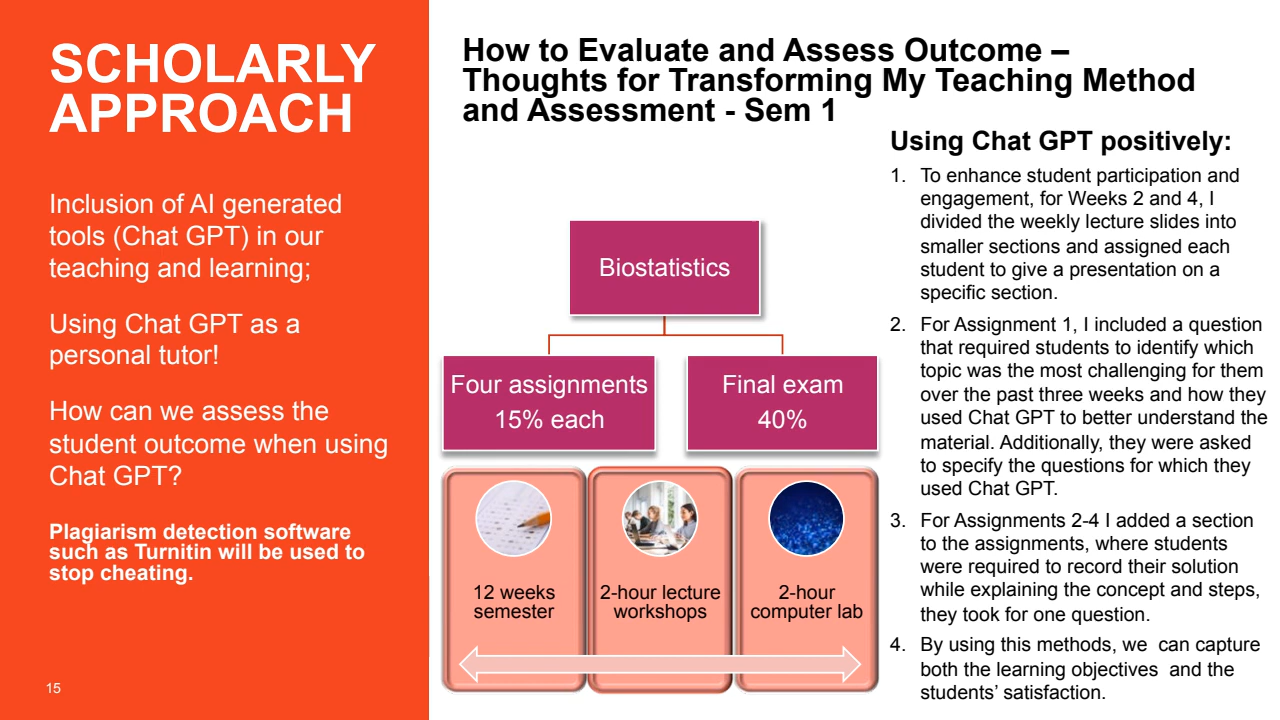 SCHOLARLY
APPROACH
Inclusion of AI generated
tools (Chat GPT) in our
teaching and learning;
Using Chat GPT as a
personal tutor!
How can we assess the
student outcome when using
Chat GPT?
Plagiarism detection software
such as Turnitin will be used to
stop cheating.
15
How to Evaluate and Assess Outcome –
Thoughts for Transforming My Teaching Method
and Assessment - Sem 1
Biostatistics
Four assignments
15% each
Final exam
40%
12 weeks
semester
2-hour lecture
workshops
2-hour
computer lab
Using Chat GPT positively:
1. To enhance student participation and
engagement, for Weeks 2 and 4, I
divided the weekly lecture slides into
smaller sections and assigned each
student to give a presentation on a
specific section.
2. For Assignment 1, I included a question
that required students to identify which
topic was the most challenging for them
over the past three weeks and how they
used Chat GPT to better understand the
material. Additionally, they were asked
to specify the questions for which they
used Chat GPT.
3. For Assignments 2-4 I added a section
to the assignments, where students
were required to record their solution
while explaining the concept and steps,
they took for one question.
4. By using this methods, we can capture
both the learning objectives and the
students’ satisfaction.